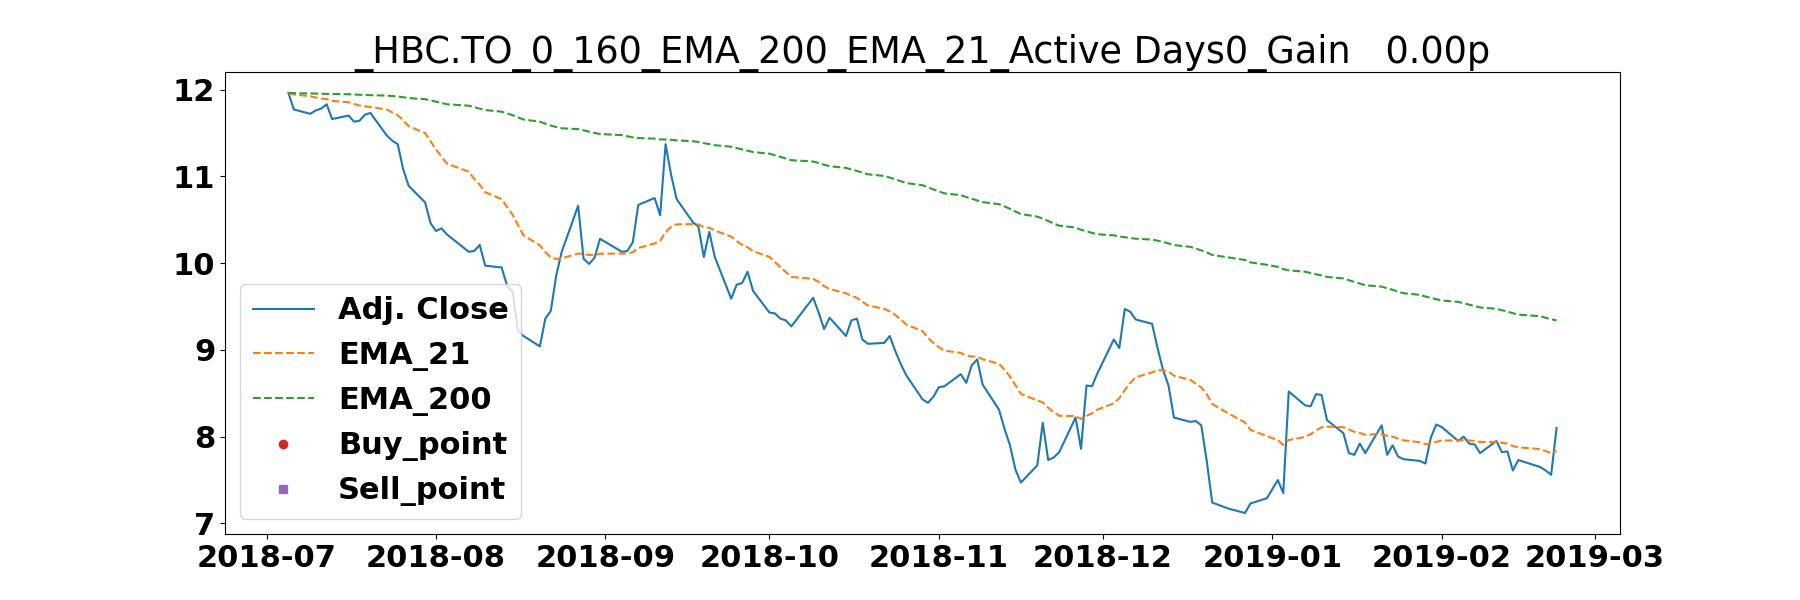 _HBC.TO_0_160_EMA_200_EMA_21_Active Days0_Gain   0.00p
12
11
10
9
8
7
Adj. Close
EMA_21
EMA_200
Buy_point
Sell_point
2018-07 2018-08 2018-09 2018-10 2018-11 2018-12 2019-01 2019-02 2019-03